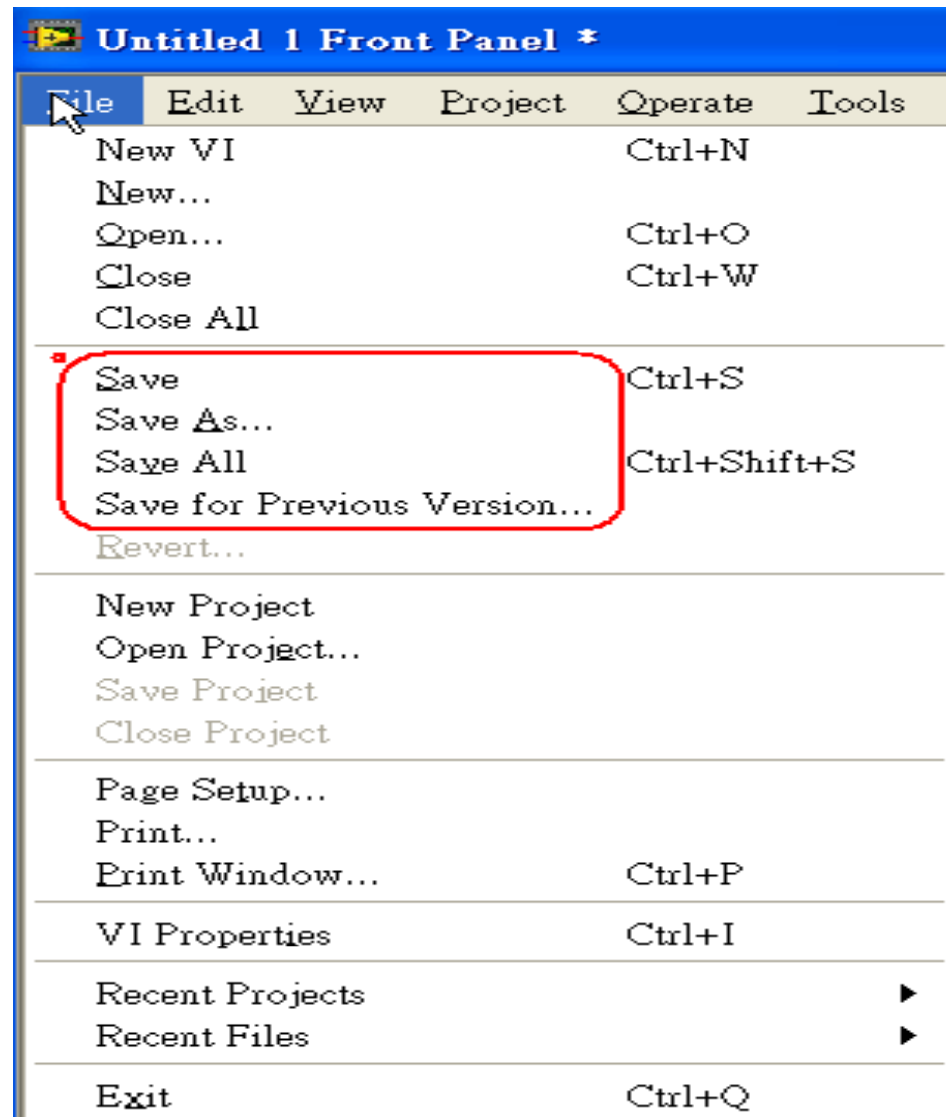 Untitled 1 Front Panel *
File Edit View Project Operate Tools
New VI Ctrl+N
New...
Open... Ctrl+O
Close Ctrl+W
Close All
Save Ctrl+S
Save As...
Save All Ctrl+Shift+S
Save for Previous Version...
Revert...
New Project
Open Project...
Save Project
Close Project
Page Setup...
Print...
Print Window... Ctrl+P
VI Properties Ctrl+I
Recent Projects
Recent Files
Exit Ctrl+Q